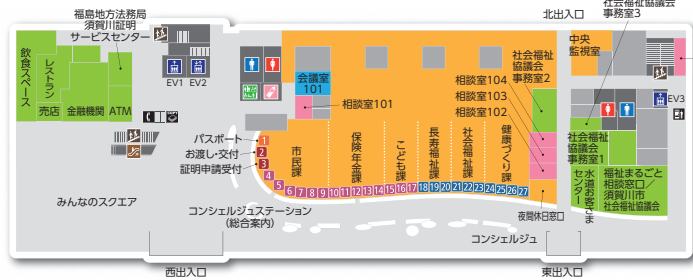 福島地方法務局
須賀川証明
サービスセンター
飲食スペース
レストラン
売店
金融機関
ATM
EV1
EV2
会議室
101
相談室101
社会福祉
協議会
事務室2
相談室104
相談室103
相談室102
北出入口
社会福祉協議会
事務室3
中央
監視室
EV3
社会福祉
協議会
事務室1
水道お客さま
センター
福祉まるごと
相談窓口/
須賀川市
社会福祉協議会
パスポート
お渡し・交付
証明申請受付
1
2
3
4
5
6
7
8
9
10
11
12
13
14
15
16
17
18
19
20
21
22
23
24
25
26
27
市民課
保険年金課
こども課
長寿福祉課
社会福祉課
健康づくり課
夜間休日窓口
みんなのスクエア
コンシェルジュステーション
(総合案内)
コンシェルジュ
西出入口
東出入口